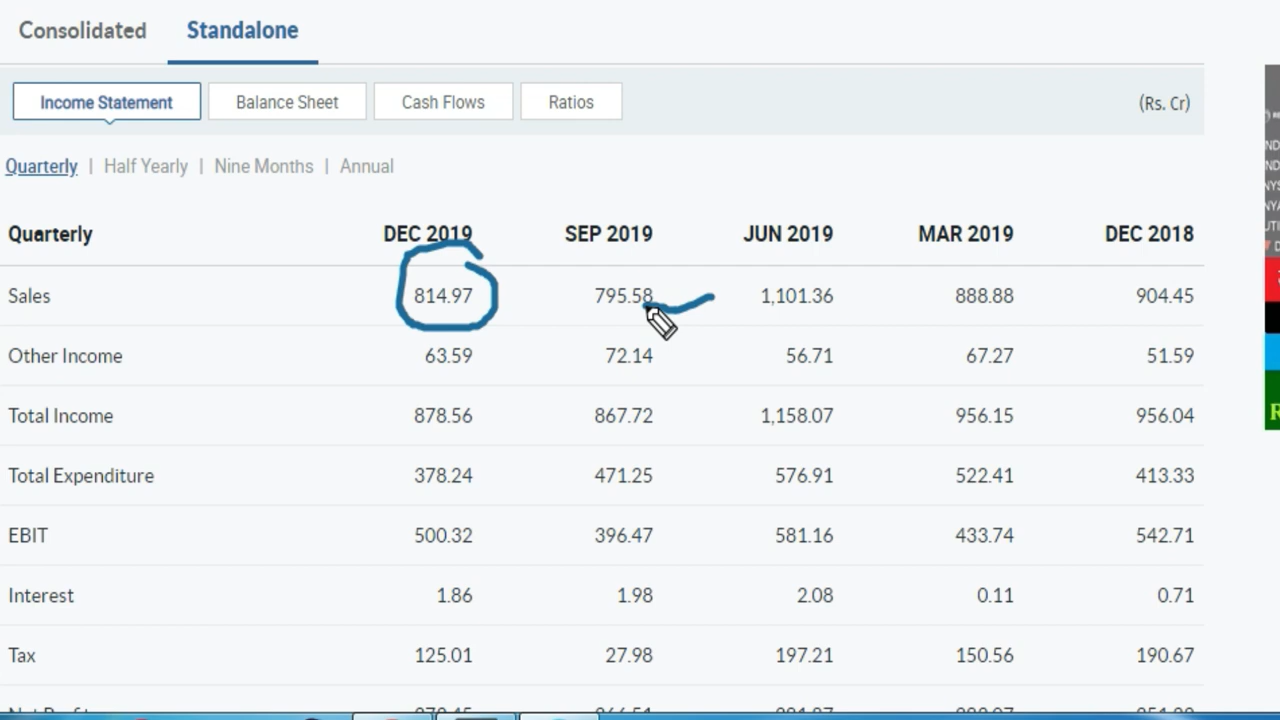 Consolidated Standalone
Income Statement Balance Sheet Cash Flows Ratios (Rs. Cr)
Quarterly | Half Yearly | Nine Months | Annual
Quarterly DEC 2019 SEP 2019 JUN 2019 MAR 2019 DEC 2018
Sales 814.97 795.58 1,101.36 888.88 904.45
Other Income 63.59 72.14 56.71 67.27 51.59
Total Income 878.56 867.72 1,158.07 956.15 956.04
Total Expenditure 378.24 471.25 576.91 522.41 413.33
EBIT 500.32 396.47 581.16 433.74 542.71
Interest 1.86 1.98 2.08 0.11 0.71
Tax 125.01 27.98 197.21 150.56 190.67